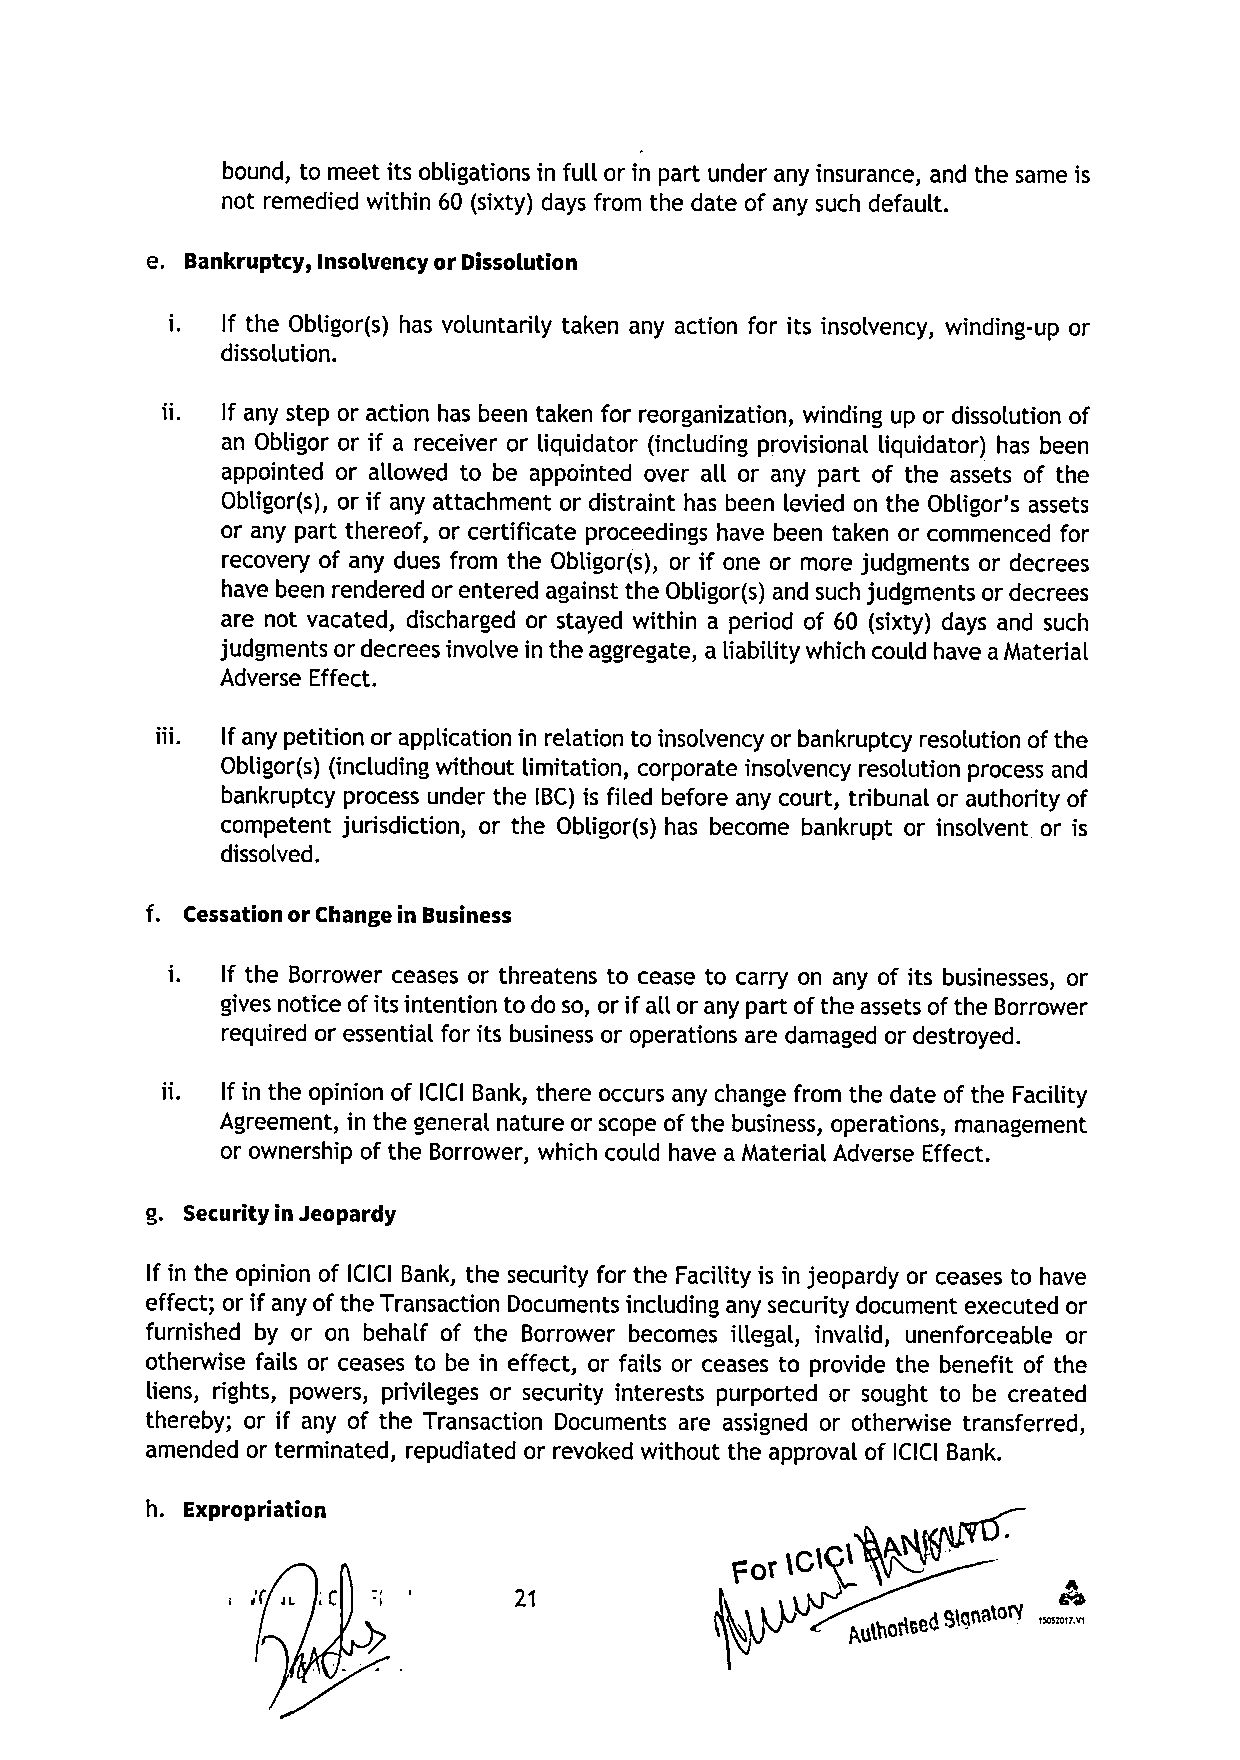 bound, to meet its obligations in full or in part under any insurance, and the same is
not remedied within 60 (sixty) days from the date of any such default.
e. Bankruptcy, Insolvency or Dissolution
i. If the Obligor(s) has voluntarily taken any action for its insolvency, winding-up or
dissolution.
ii. If any step or action has been taken for reorganization, winding up or dissolution of
an Obligor or if a receiver or liquidator (including provisional liquidator) has been
appointed or allowed to be appointed over all or any part of the assets of the
Obligor(s), or if any attachment or distraint has been levied on the Obligor's assets
or any part thereof, or certificate proceedings have been taken or commenced for
recovery of any dues from the Obligor(s), or if one or more judgments or decrees
have been rendered or entered against the Obligor(s) and such judgments or decrees
are not vacated, discharged or stayed within a period of 60 (sixty) days and such
judgments or decrees involve in the aggregate, a liability which could have a Material
Adverse Effect.
iii. If any petition or application in relation to insolvency or bankruptcy resolution of the
Obligor(s) (including without limitation, corporate insolvency resolution process and
bankruptcy process under the IBC) is filed before any court, tribunal or authority of
competent jurisdiction, or the Obligor(s) has become bankrupt or insolvent or is
dissolved.
f. Cessation or Change in Business
i. If the Borrower ceases or threatens to cease to carry on any of its businesses, or
gives notice of its intention to do so, or if all or any part of the assets of the Borrower
required or essential for its business or operations are damaged or destroyed.
ii. If in the opinion of ICICI Bank, there occurs any change from the date of the Facility
Agreement, in the general nature or scope of the business, operations, management
or ownership of the Borrower, which could have a Material Adverse Effect.
g. Security in Jeopardy
If in the opinion of ICICI Bank, the security for the Facility is in jeopardy or ceases to have
effect; or if any of the Transaction Documents including any security document executed or
furnished by or on behalf of the Borrower becomes illegal, invalid, unenforceable or
otherwise fails or ceases to be in effect, or fails or ceases to provide the benefit of the
liens, rights, powers, privileges or security interests purported or sought to be created
thereby; or if any of the Transaction Documents are assigned or otherwise transferred,
amended or terminated, repudiated or revoked without the approval of ICICI Bank.
h. Expropriation
For ICICI BANK LTD.
21
Authorised Signatory
15052017.V1